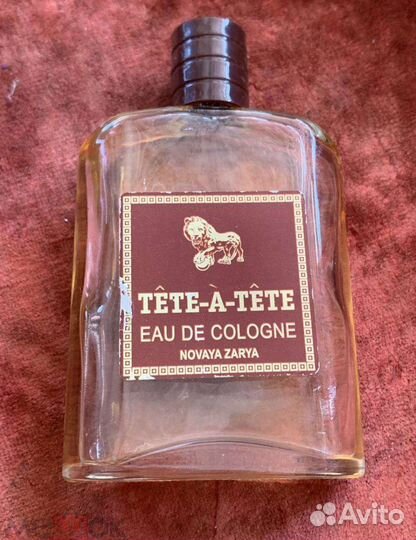 TÊTE-À-TÊTE
EAU DE COLOGNE
NOVAYA ZARYA
Avito